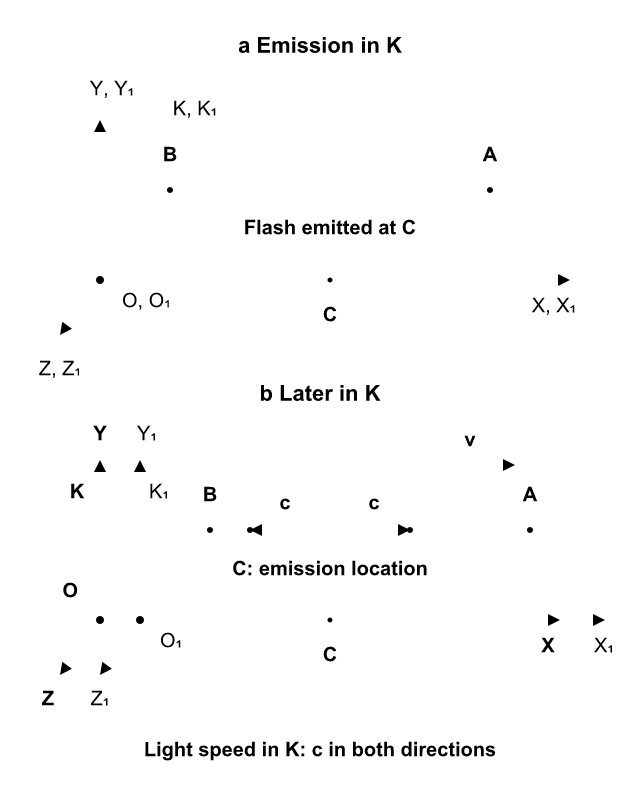 a Emission in K
Y, Y₁
K, K₁
B
A
Flash emitted at C
O, O₁
C
X, X₁
Z, Z₁
b Later in K
Y
Y₁
v
K
K₁
B
c
c
A
C: emission location
O
O₁
C
X
X₁
Z
Z₁
Light speed in K: c in both directions